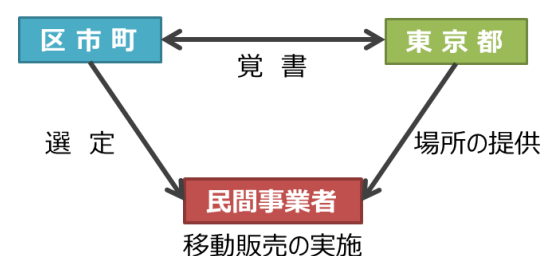 区市町
東京都
覚書
選定
場所の提供
民間事業者
移動販売の実施